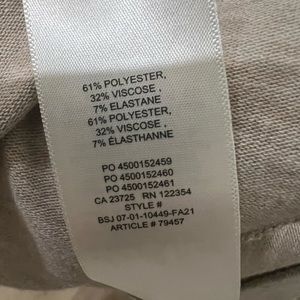 61% POLYESTER,
32% VISCOSE ,
7% ELASTANE
61% POLYESTER,
32% VISCOSE ,
7% ÉLASTHANNE
PO 4500152459
PO 4500152460
PO 4500152461
CA 23725 RN 122354
STYLE #
BSJ 07-01-10449-FA21
ARTICLE # 79457